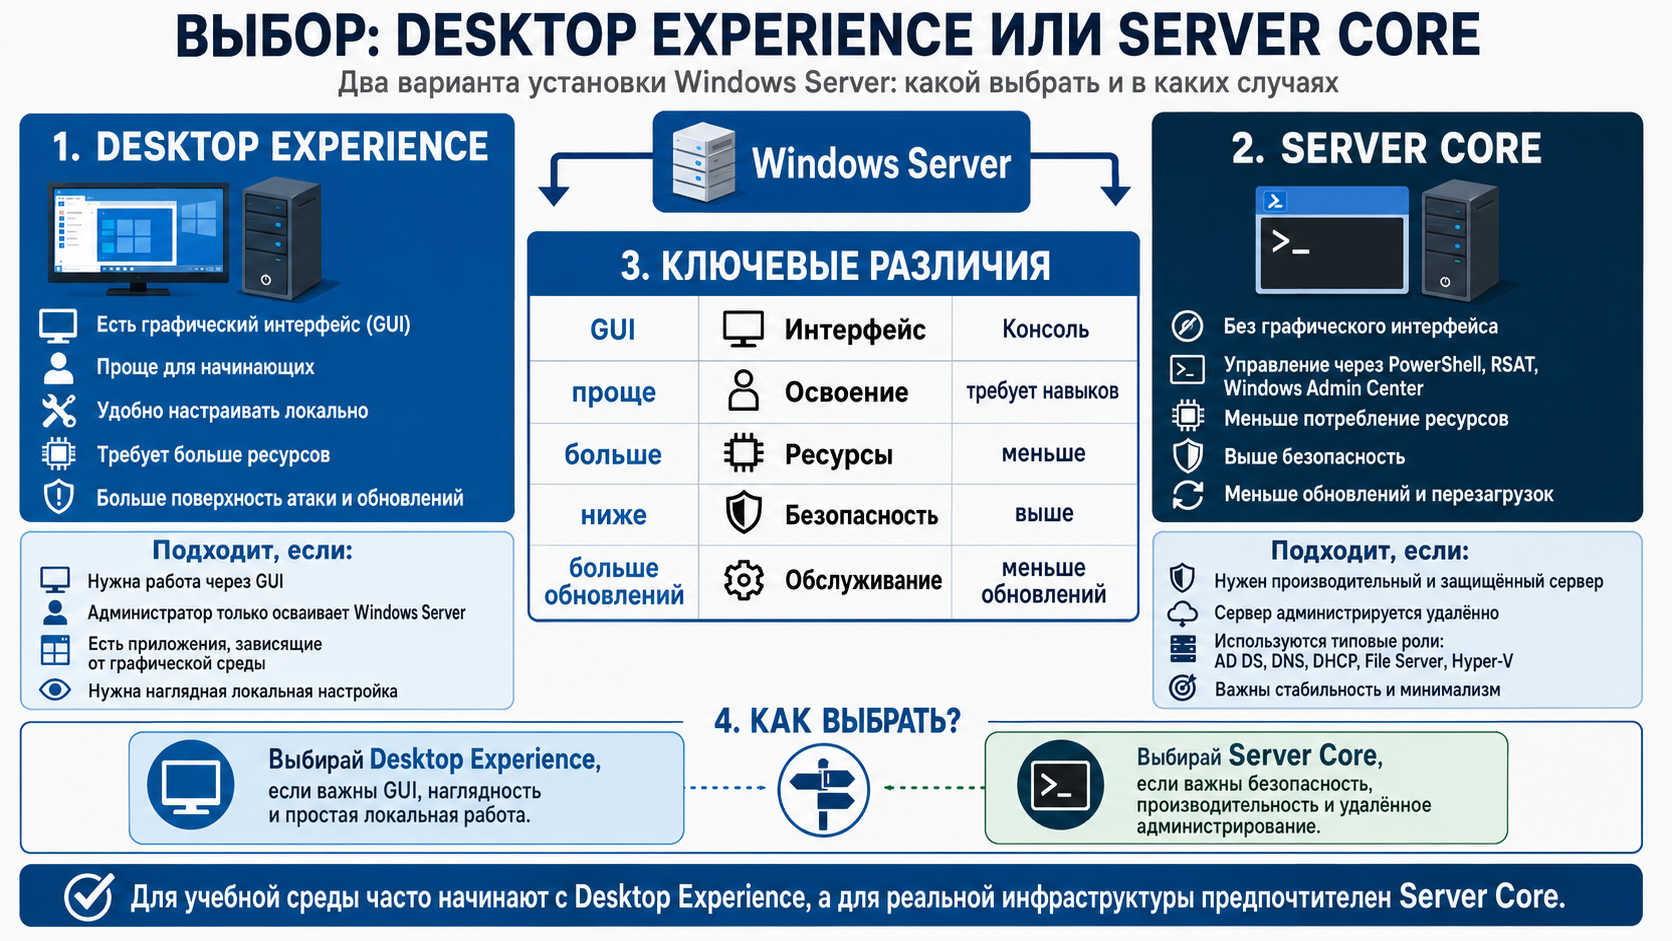 ВЫБОР: DESKTOP EXPERIENCE ИЛИ SERVER CORE
Два варианта установки Windows Server: какой выбрать и в каких случаях
1. DESKTOP EXPERIENCE
Есть графический интерфейс (GUI)
Проще для начинающих
Удобно настраивать локально
Требует больше ресурсов
Больше поверхность атаки и обновлений
Подходит, если:
Нужна работа через GUI
Администратор только осваивает Windows Server
Есть приложения, зависящие
от графической среды
Нужна наглядная локальная настройка
Windows Server
3. КЛЮЧЕВЫЕ РАЗЛИЧИЯ
GUI Интерфейс Консоль
проще Освоение требует навыков
больше Ресурсы меньше
ниже Безопасность выше
больше обновлений Обслуживание меньше обновлений
2. SERVER CORE
>_
Без графического интерфейса
Управление через PowerShell, RSAT,
Windows Admin Center
Меньше потребление ресурсов
Выше безопасность
Меньше обновлений и перезагрузок
Подходит, если:
Нужен производительный и защищённый сервер
Сервер администрируется удалённо
Используются типовые роли:
AD DS, DNS, DHCP, File Server, Hyper-V
Важны стабильность и минимализм
4. КАК ВЫБРАТЬ?
Выбирай Desktop Experience,
если важны GUI, наглядность
и простая локальная работа.
>_
Выбирай Server Core,
если важны безопасность,
производительность и удалённое
администрирование.
Для учебной среды часто начинают с Desktop Experience, а для реальной инфраструктуры предпочтителен Server Core.